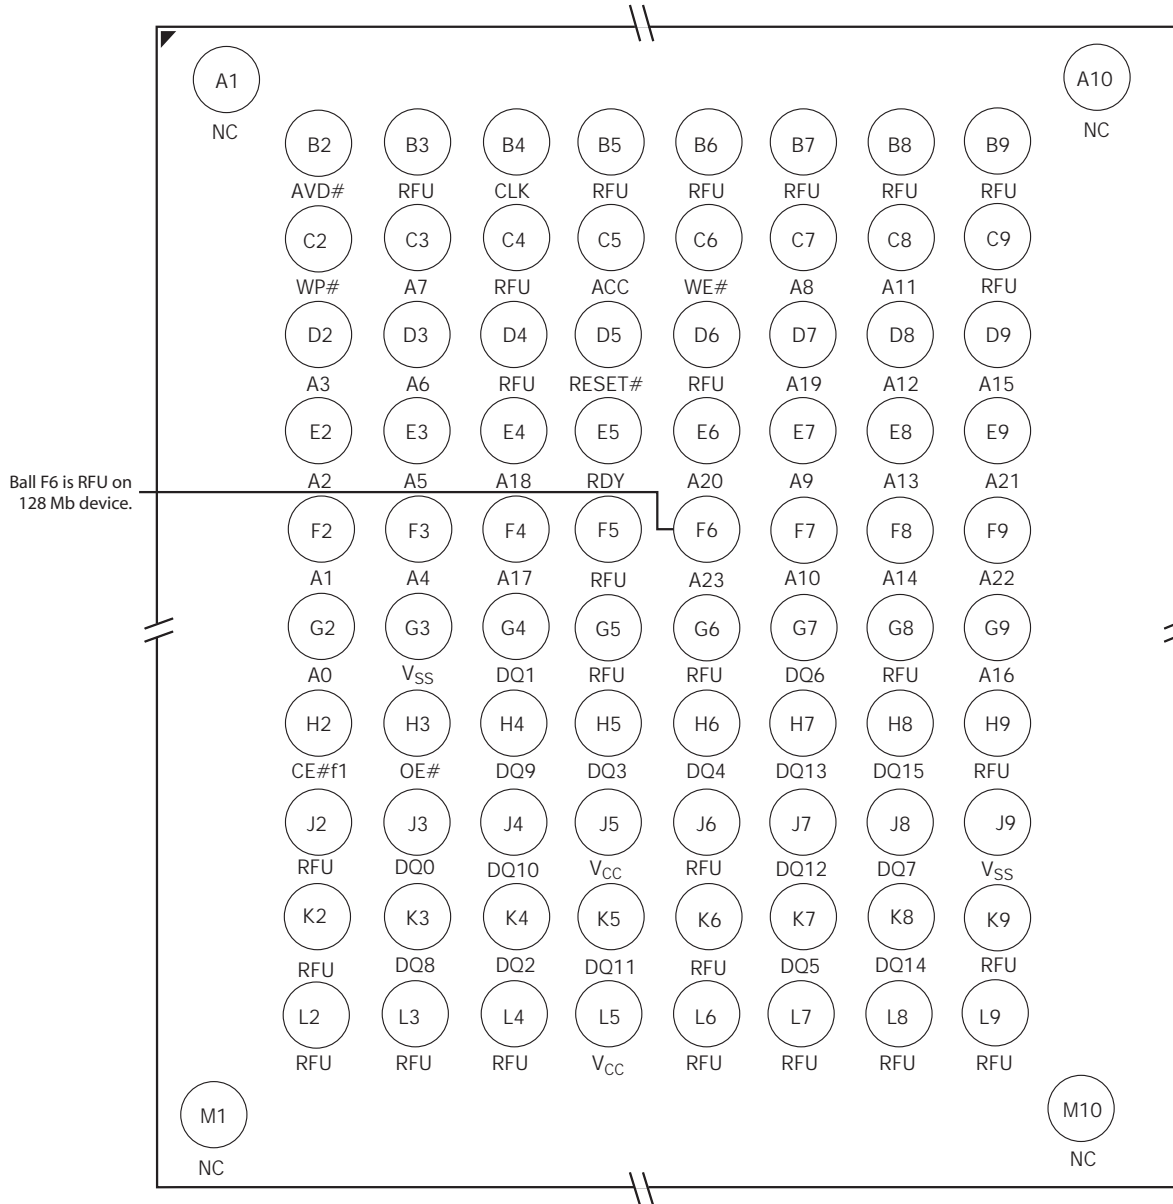 A1 A10
NC NC
B2 B3 B4 B5 B6 B7 B8 B9
AVD# RFU CLK RFU RFU RFU RFU RFU
C2 C3 C4 C5 C6 C7 C8 C9
WP# A7 RFU ACC WE# A8 A11 RFU
D2 D3 D4 D5 D6 D7 D8 D9
A3 A6 RFU RESET# RFU A19 A12 A15
E2 E3 E4 E5 E6 E7 E8 E9
A2 A5 A18 RDY A20 A9 A13 A21
Ball F6 is RFU on
128 Mb device.
F2 F3 F4 F5 F6 F7 F8 F9
A1 A4 A17 RFU A23 A10 A14 A22
G2 G3 G4 G5 G6 G7 G8 G9
A0 VSS DQ1 RFU RFU DQ6 RFU A16
H2 H3 H4 H5 H6 H7 H8 H9
CE#f1 OE# DQ9 DQ3 DQ4 DQ13 DQ15 RFU
J2 J3 J4 J5 J6 J7 J8 J9
RFU DQ0 DQ10 VCC RFU DQ12 DQ7 VSS
K2 K3 K4 K5 K6 K7 K8 K9
RFU DQ8 DQ2 DQ11 RFU DQ5 DQ14 RFU
L2 L3 L4 L5 L6 L7 L8 L9
RFU RFU RFU VCC RFU RFU RFU RFU
M1 M10
NC NC